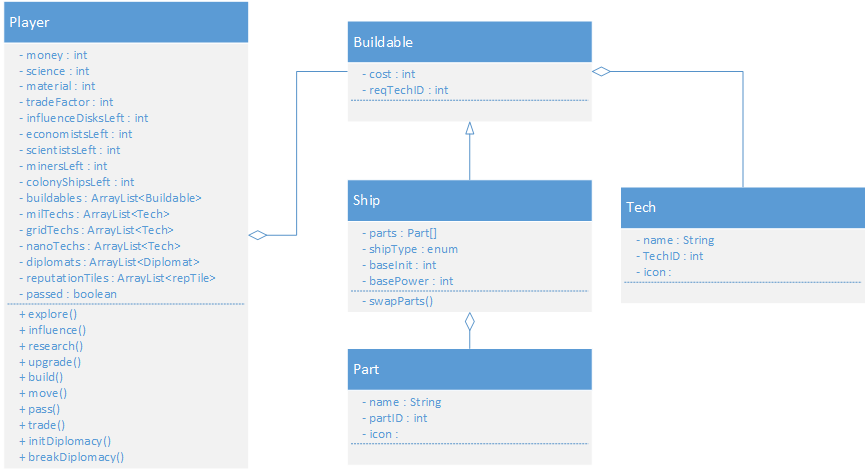 Player
- money : int
- science : int
- material : int
- tradeFactor : int
- influenceDisksLeft : int
- economistsLeft : int
- scientistsLeft : int
- minersLeft : int
- colonyShipsLeft : int
- buildables : ArrayList<Buildable>
- milTechs : ArrayList<Tech>
- gridTechs : ArrayList<Tech>
- nanoTechs : ArrayList<Tech>
- diplomats : ArrayList<Diplomat>
- reputationTiles : ArrayList<repTile>
- passed : boolean
+ explore()
+ influence()
+ research()
+ upgrade()
+ build()
+ move()
+ pass()
+ trade()
+ initDiplomacy()
+ breakDiplomacy()
Buildable
- cost : int
- reqTechID : int
Ship
- parts : Part[]
- shipType : enum
- baseInit : int
- basePower : int
- swapParts()
Part
- name : String
- partID : int
- icon :
Tech
- name : String
- TechID : int
- icon :